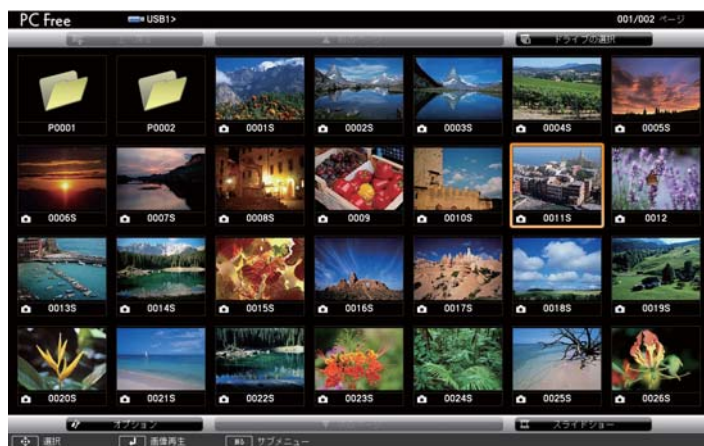 PC Free USB1> 001/002 ページ
ドライブの選択
P0001 P0002 0001S 0002S 0003S 0004S 0005S
0006S 0007S 0008S 0009 0010S 0011S 0012
0013S 0014S 0015S 0016S 0017S 0018S 0019S
0020S 0021S 0022S 0023S 0024S 0025S 0026S
オプション スライドショー
選択 画像再生 戻る サブメニュー